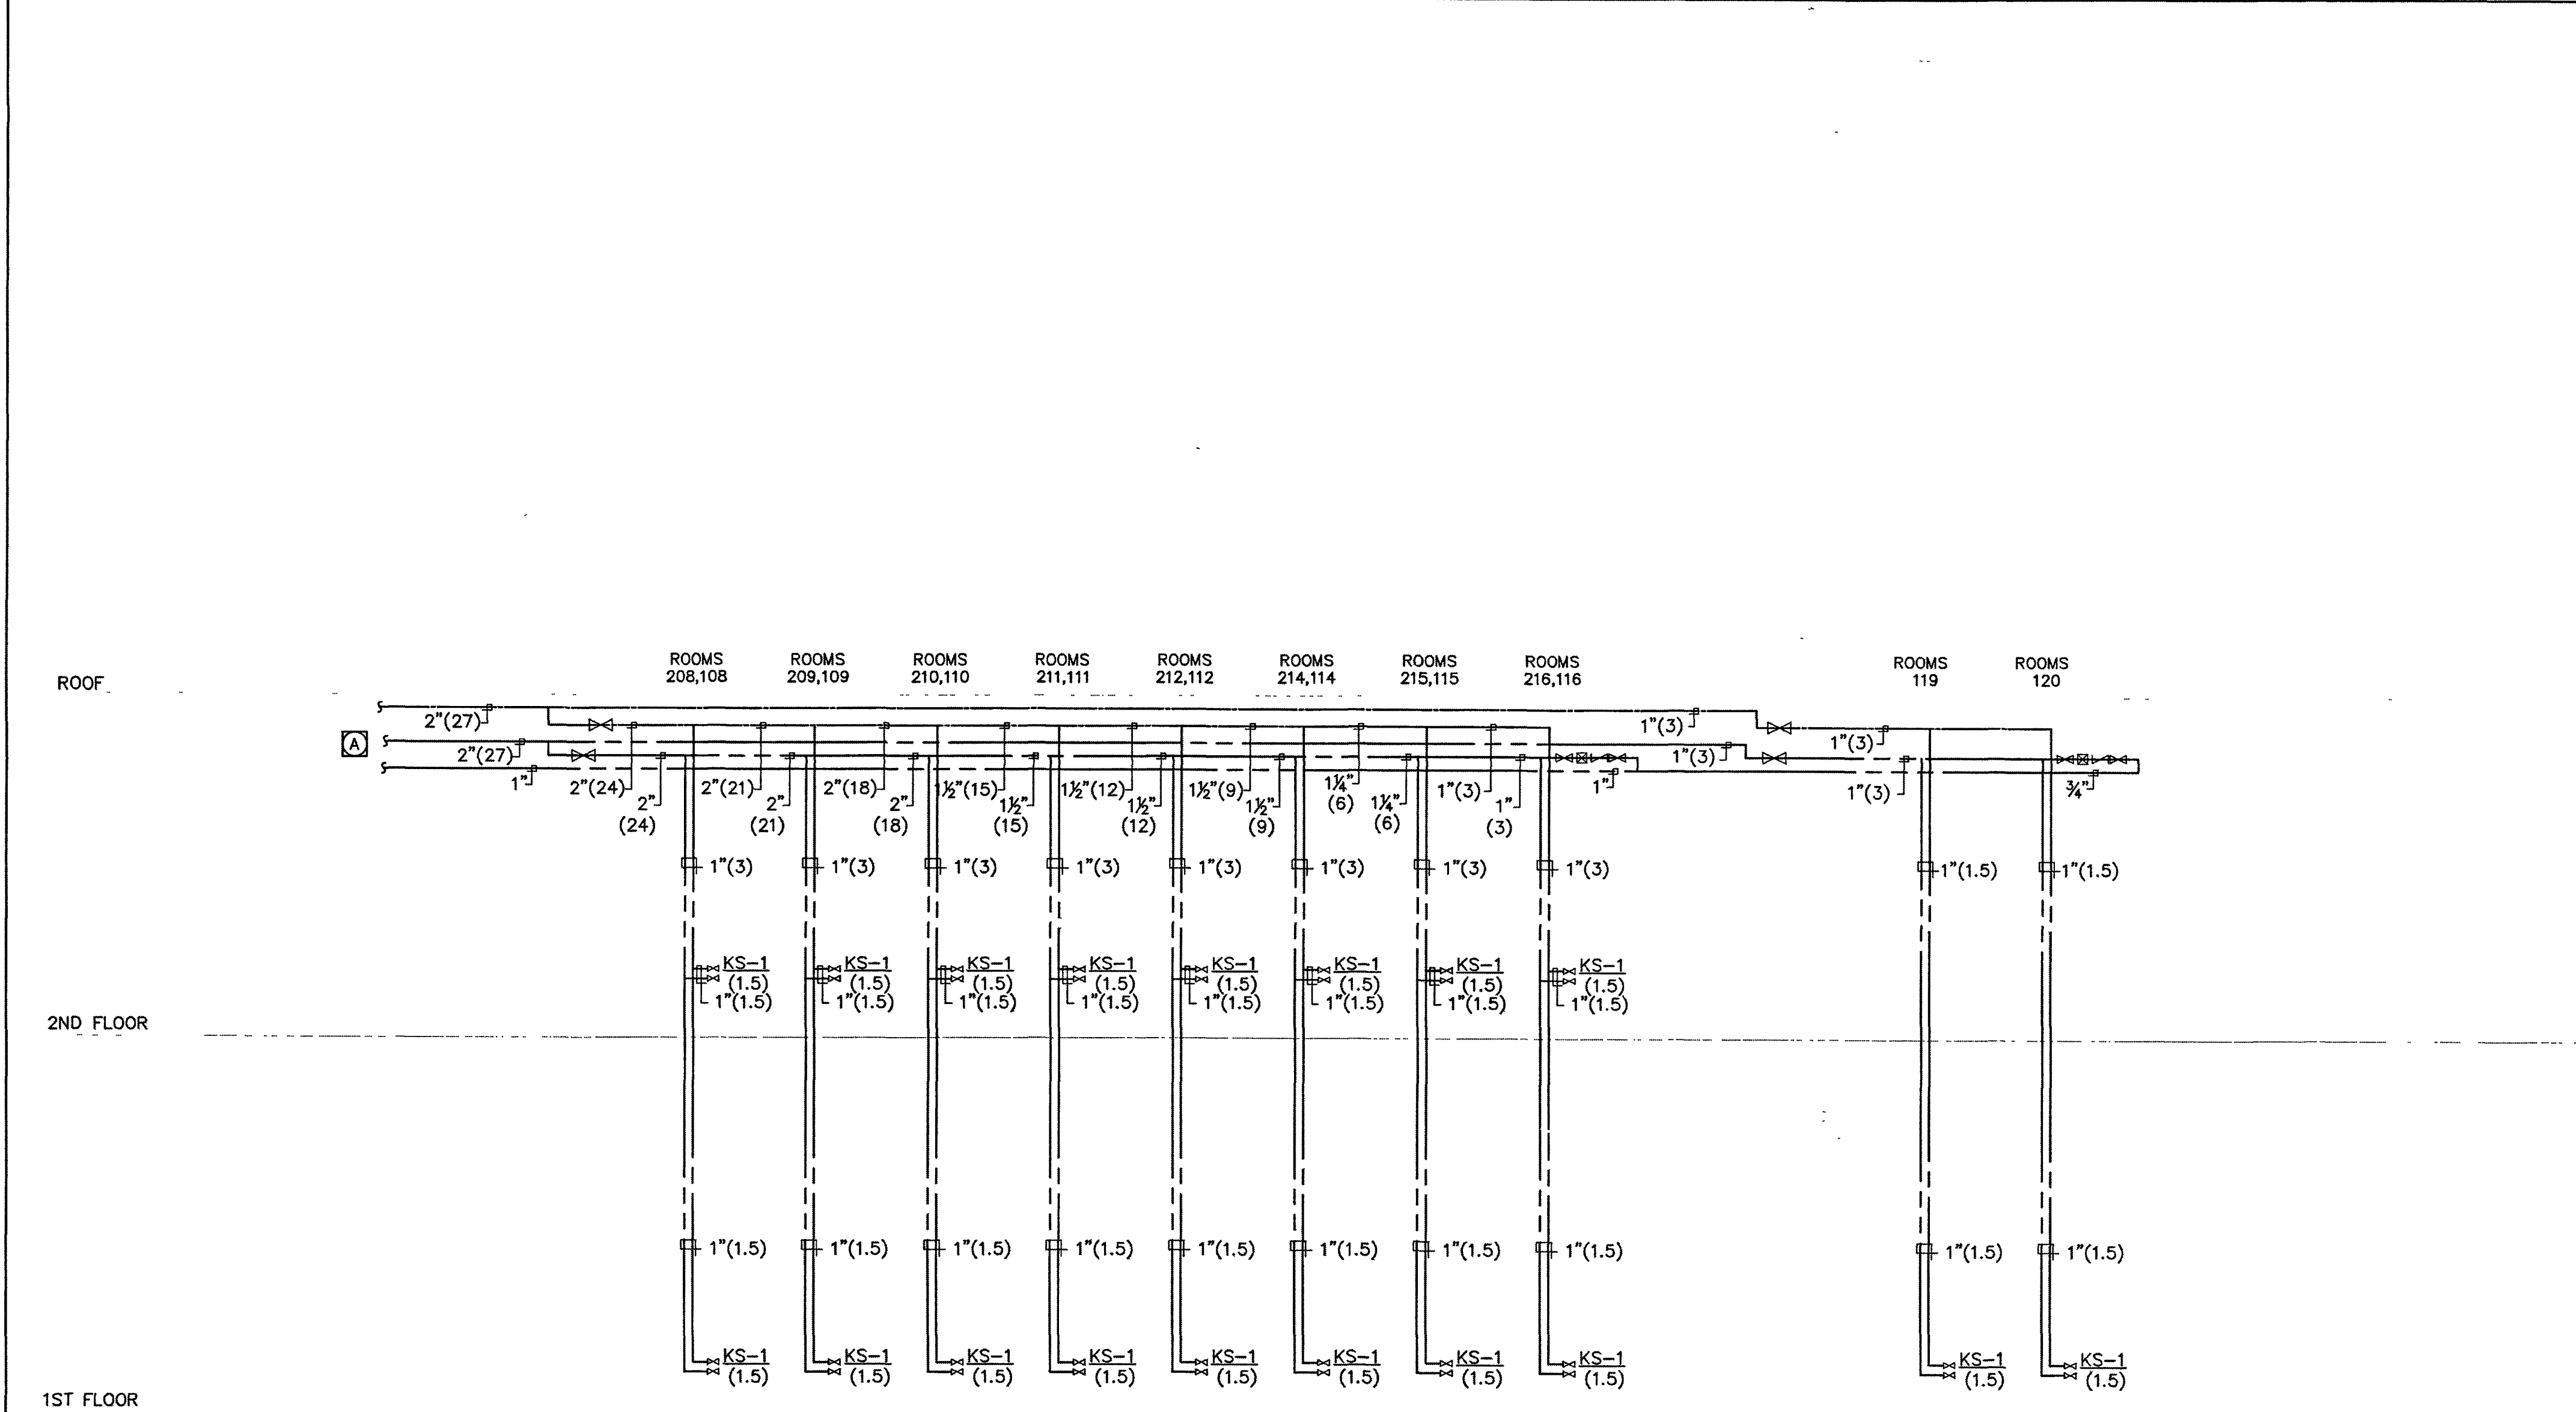 ROOMS
208,108
ROOMS
209,109
ROOMS
210,110
ROOMS
211,111
ROOMS
212,112
ROOMS
214,114
ROOMS
215,115
ROOMS
216,116
ROOMS
119
ROOMS
120
ROOF
2"(27)
1"(3)
A
2"(27)
1"(3)
1"(3)
1"
2"(24)
2"
(24)
2"(21)
2"
(21)
2"(18)
2"
(18)
1½"(15)
1½"
(15)
1½"(12)
1½"
(12)
1½"(9)
1½"
(9)
1¼"
(6)
1¼"
(6)
1"(3)
1"
(3)
1"
1"(3)
¾"
1"(3)
1"(3)
1"(3)
1"(3)
1"(3)
1"(3)
1"(3)
1"(3)
1"(1.5)
1"(1.5)
KS-1
(1.5)
1"(1.5)
KS-1
(1.5)
1"(1.5)
KS-1
(1.5)
1"(1.5)
KS-1
(1.5)
1"(1.5)
KS-1
(1.5)
1"(1.5)
KS-1
(1.5)
1"(1.5)
KS-1
(1.5)
1"(1.5)
KS-1
(1.5)
1"(1.5)
2ND FLOOR
1"(1.5)
1"(1.5)
1"(1.5)
1"(1.5)
1"(1.5)
1"(1.5)
1"(1.5)
1"(1.5)
1"(1.5)
1"(1.5)
KS-1
(1.5)
KS-1
(1.5)
KS-1
(1.5)
KS-1
(1.5)
KS-1
(1.5)
KS-1
(1.5)
KS-1
(1.5)
KS-1
(1.5)
KS-1
(1.5)
KS-1
(1.5)
1ST FLOOR